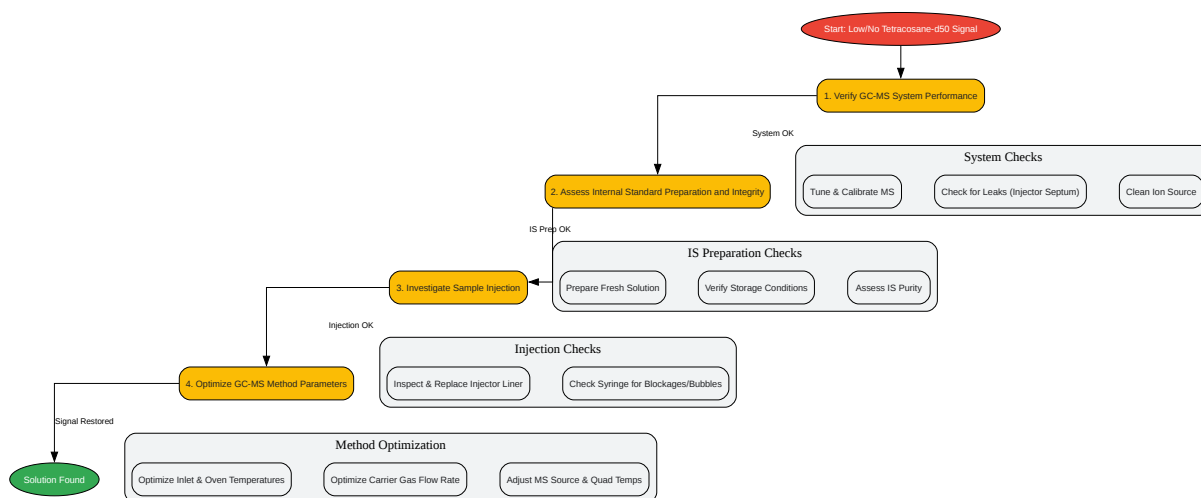 Start: Low/No Tetracosane-d50 Signal
1. Verify GC-MS System Performance
System OK
System Checks
Tune & Calibrate MS
Check for Leaks (Injector Septum)
Clean Ion Source
2. Assess Internal Standard Preparation and Integrity
IS Prep OK
IS Preparation Checks
Prepare Fresh Solution
Verify Storage Conditions
Assess IS Purity
3. Investigate Sample Injection
Injection OK
Injection Checks
Inspect & Replace Injector Liner
Check Syringe for Blockages/Bubbles
4. Optimize GC-MS Method Parameters
Signal Restored
Method Optimization
Solution Found
Optimize Inlet & Oven Temperatures
Optimize Carrier Gas Flow Rate
Adjust MS Source & Quad Temps